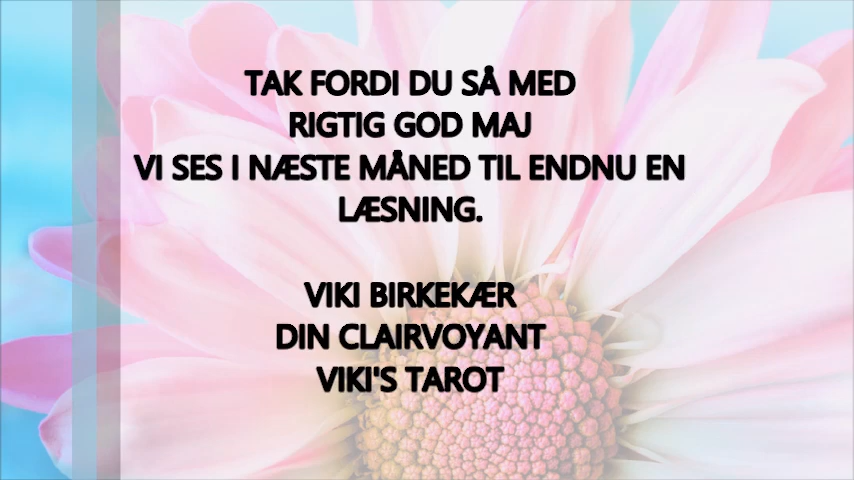 TAK FORDI DU SÅ MED
RIGTIG GOD MAJ
VI SES I NÆSTE MÅNED TIL ENDNU EN
LÆSNING.
VIKI BIRKEKÆR
DIN CLAIRVOYANT
VIKI'S TAROT